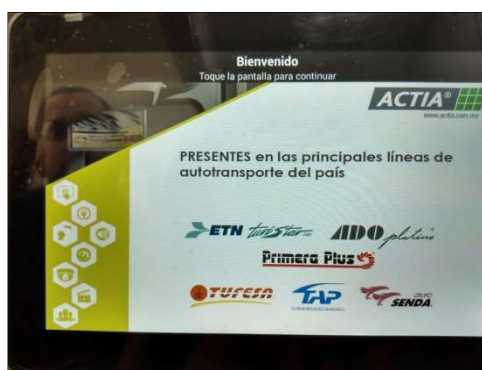 Bienvenido
Toque la pantalla para continuar
ACTIA®
www.actia.com.mx
PRESENTES en las principales líneas de
autotransporte del país
ETN turistar ADO platino
Primera Plus
TUFESA TAP GRUPO SENDA